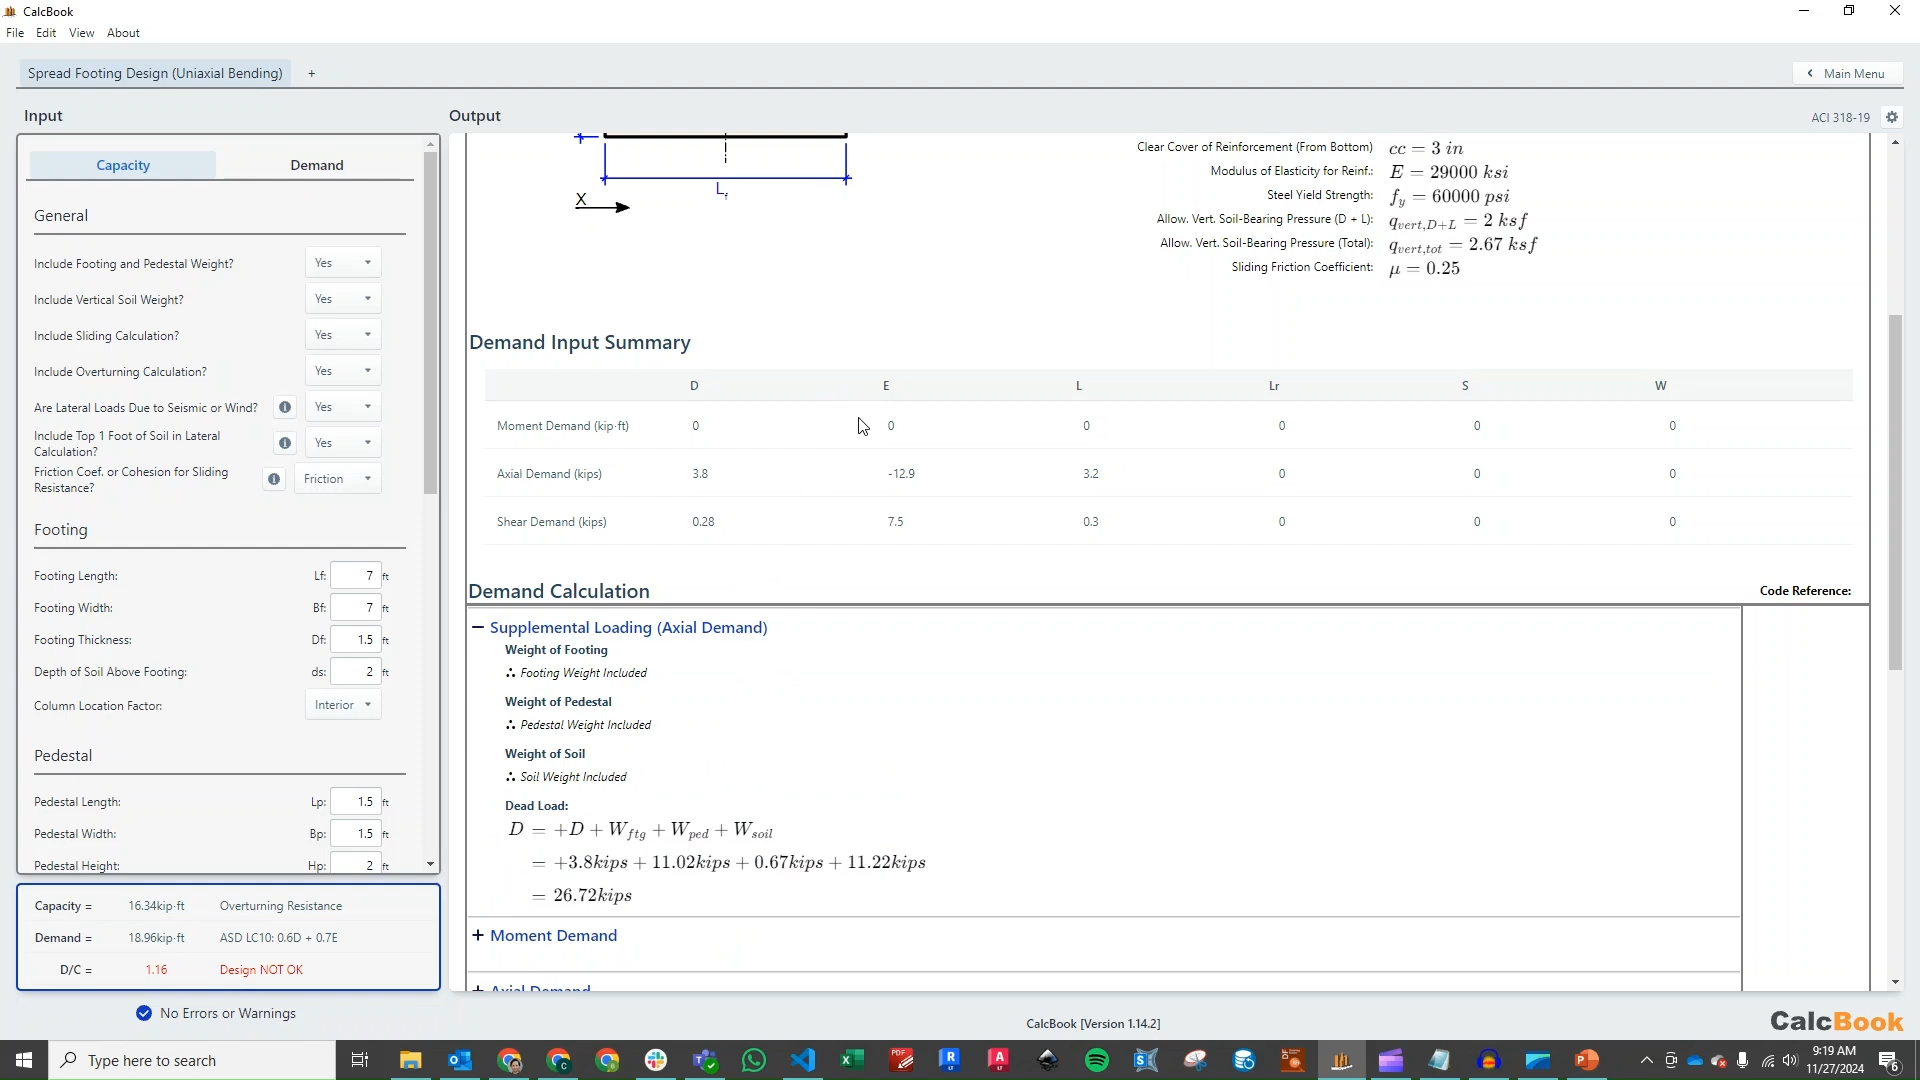 CalcBook
File Edit View About
Spread Footing Design (Uniaxial Bending) +
Main Menu
Input
Output
ACI 318-19
Capacity Demand
General
Include Footing and Pedestal Weight? Yes
Include Vertical Soil Weight? Yes
Include Sliding Calculation? Yes
Include Overturning Calculation? Yes
Are Lateral Loads Due to Seismic or Wind? Yes
Include Top 1 Foot of Soil in Lateral
Calculation? Yes
Friction Coef. or Cohesion for Sliding
Resistance? Friction
Footing
Footing Length: Lf: 7 ft
Footing Width: Bf: 7 ft
Footing Thickness: Df: 1.5 ft
Depth of Soil Above Footing: ds: 2 ft
Column Location Factor: Interior
Pedestal
Pedestal Length: Lp: 1.5 ft
Pedestal Width: Bp: 1.5 ft
Pedestal Height: Hp: 2 ft
Capacity = 16.34kip·ft Overturning Resistance
Demand = 18.96kip·ft ASD LC10: 0.6D + 0.7E
D/C = 1.16 Design NOT OK
No Errors or Warnings
L_f
X
Clear Cover of Reinforcement (From Bottom) cc = 3 in
Modulus of Elasticity for Reinf.: E = 29000 ksi
Steel Yield Strength: f_y = 60000 psi
Allow. Vert. Soil-Bearing Pressure (D + L): q_vert,D+L = 2 ksf
Allow. Vert. Soil-Bearing Pressure (Total): q_vert,tot = 2.67 ksf
Sliding Friction Coefficient: μ = 0.25
Demand Input Summary
D E L Lr S W
Moment Demand (kip·ft) 0 0 0 0 0 0
Axial Demand (kips) 3.8 -12.9 3.2 0 0 0
Shear Demand (kips) 0.28 7.5 0.3 0 0 0
Demand Calculation
Code Reference:
− Supplemental Loading (Axial Demand)
Weight of Footing
∴ Footing Weight Included
Weight of Pedestal
∴ Pedestal Weight Included
Weight of Soil
∴ Soil Weight Included
Dead Load:
D = +D + W_ftg + W_ped + W_soil
= +3.8kips + 11.02kips + 0.67kips + 11.22kips
= 26.72kips
+ Moment Demand
+ Axial Demand
CalcBook [Version 1.14.2]
CalcBook
Type here to search
9:19 AM
11/27/2024
6